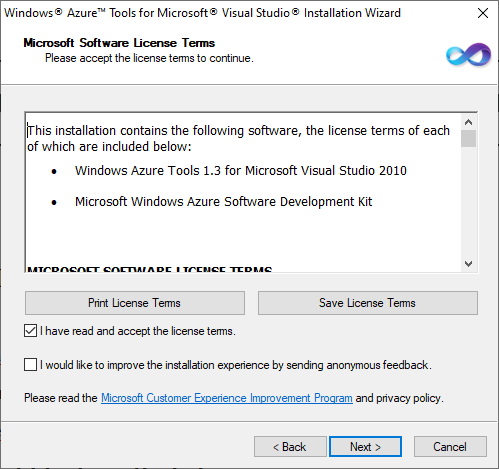 Windows® Azure™ Tools for Microsoft® Visual Studio® Installation Wizard
Microsoft Software License Terms
Please accept the license terms to continue.
This installation contains the following software, the license terms of each
of which are included below:
• Windows Azure Tools 1.3 for Microsoft Visual Studio 2010
• Microsoft Windows Azure Software Development Kit
MICROSOFT SOFTWARE LICENSE TERMS
Print License Terms
Save License Terms
I have read and accept the license terms.
I would like to improve the installation experience by sending anonymous feedback.
Please read the Microsoft Customer Experience Improvement Program and privacy policy.
< Back
Next >
Cancel